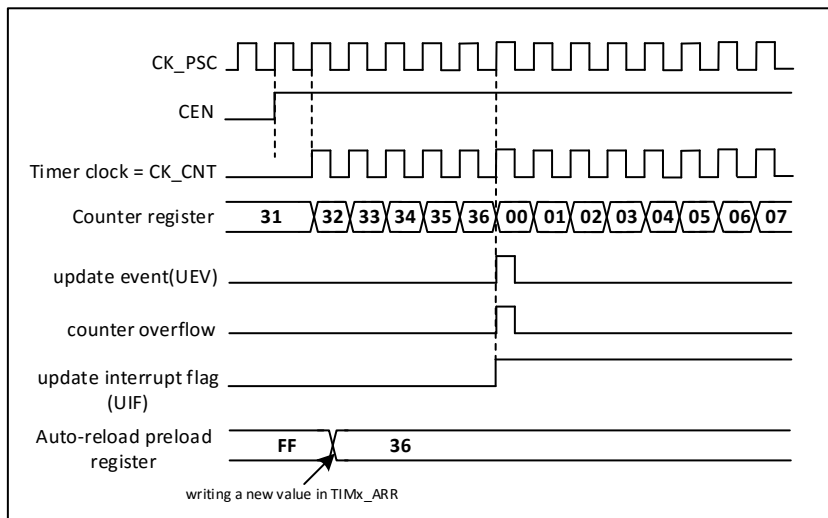 CK_PSC
CEN
Timer clock = CK_CNT
Counter register 31 32 33 34 35 36 00 01 02 03 04 05 06 07
update event(UEV)
counter overflow
update interrupt flag
(UIF)
Auto-reload preload
register
FF 36
writing a new value in TIMx_ARR